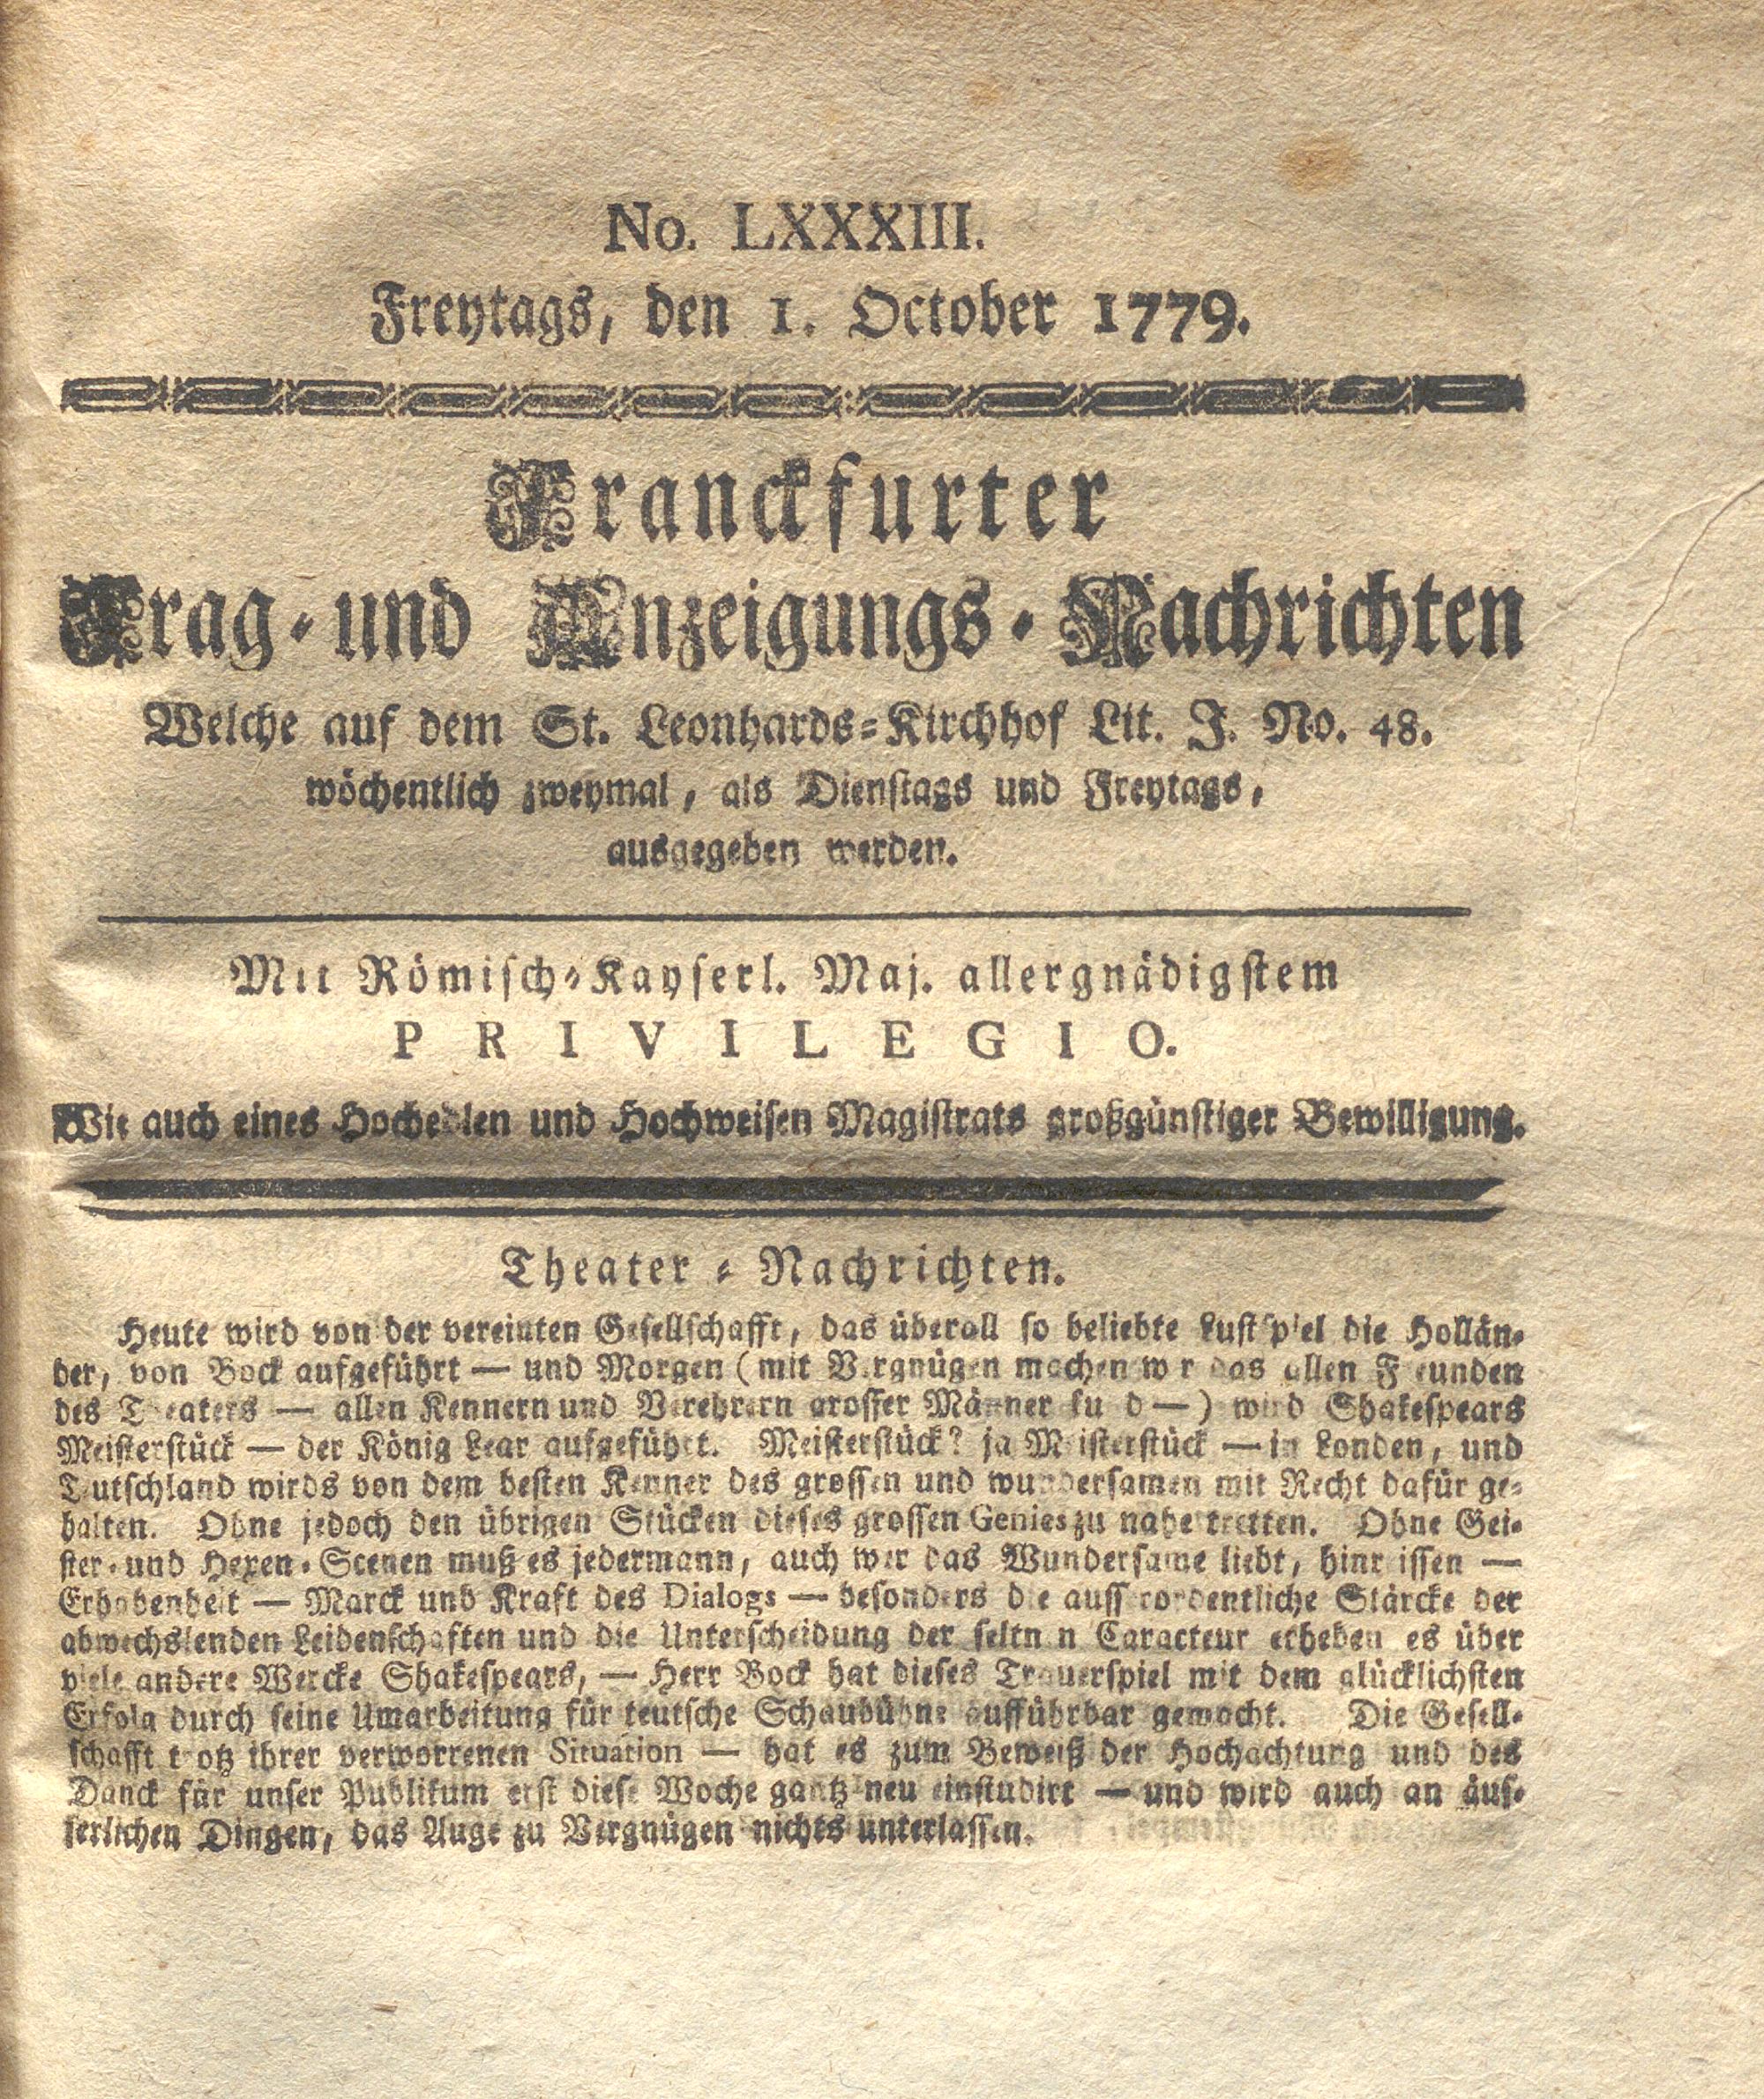 No. LXXXIII.
Freytags, den 1. October 1779.
Franckfurter
Frag- und Anzeigungs-Nachrichten
Welche auf dem St. Leonhards-Kirchhof Lit. J. No. 48.
wöchentlich zweymal, als Dienstags und Freytags,
ausgegeben werden.
Mit Römisch-Kayserl. Maj. allergnädigstem
PRIVILEGIO.
Wie auch eines Hochedlen und Hochweisen Magistrats großgünstiger Bewilligung.
Theater-Nachrichten.
Heute wird von der vereinten Gesellschafft, das überall so beliebte Lustspiel die Hollän-
der, von Bock aufgeführt — und Morgen (mit Vergnügen machen wir das allen Freunden
des Theaters — allen Kennern und Verehrern grosser Männer kund —) wird Shakespears
Meisterstück — der König Lear aufgeführt. Meisterstück? ja Meisterstück — in Londen, und
Teutschland wirds von dem besten Kenner des grossen und wundersamen mit Recht dafür ge-
halten. Ohne jedoch den übrigen Stücken dieses grossen Genies zu nahe tretten. Ohne Gei-
ster- und Hexen-Scenen muß es jedermann, auch wer das Wundersame liebt, hinreissen —
Erhabenheit — Marck und Kraft des Dialogs — besonders die ausserordentliche Stärcke der
abwechslenden Leidenschaften und die Unterscheidung der seltnen Caracteur erheben es über
viele andere Wercke Shakespears, — Herr Bock hat dieses Trauerspiel mit dem glücklichsten
Erfolg durch seine Umarbeitung für teutsche Schaubühne aufführbar gemacht. Die Gesell-
schafft trotz ihrer verworrenen Situation — hat es zum Beweiß der Hochachtung und des
Danck für unser Publikum erst diese Woche gantz neu einstudirt — und wird auch an äus-
serlichen Dingen, das Auge zu Vergnügen nichts unterlassen.